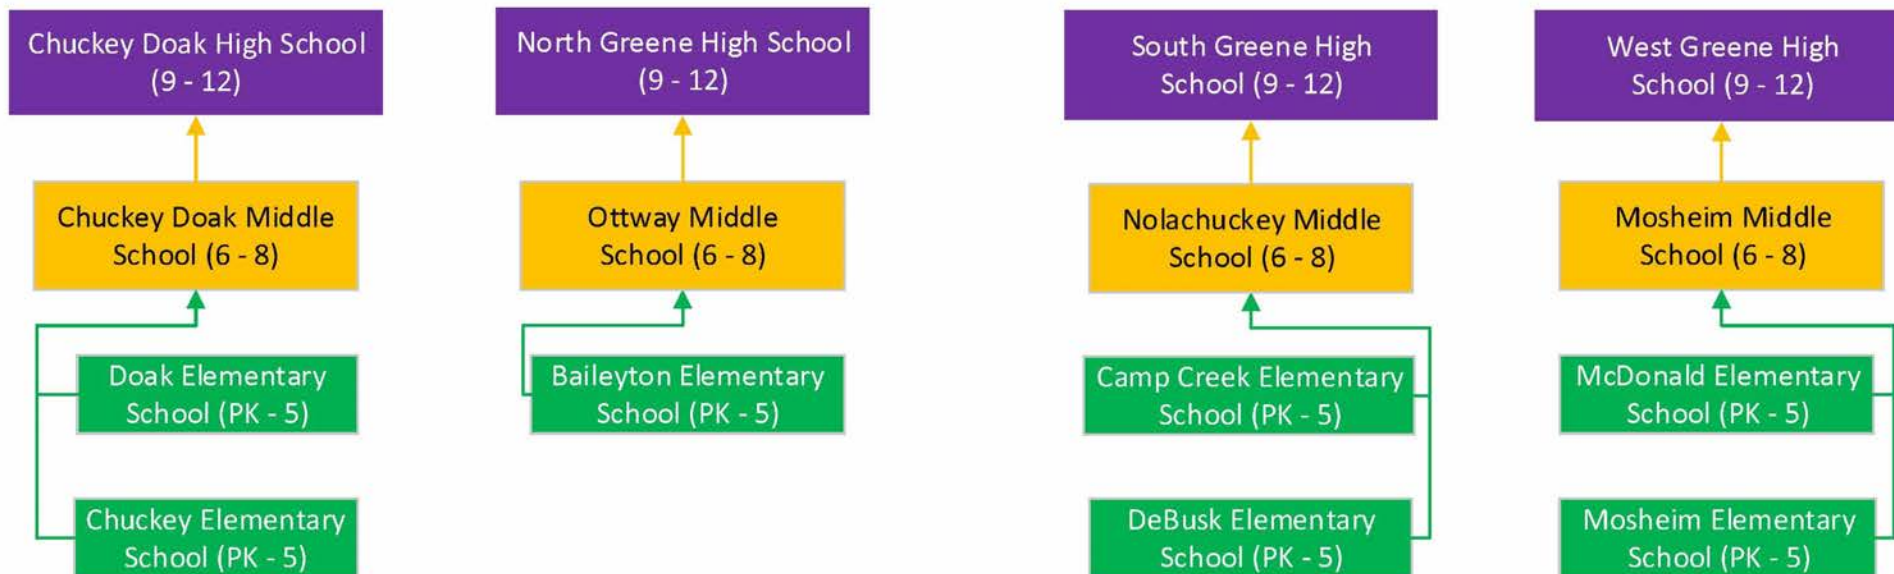 Chuckey Doak High School
(9 - 12)
North Greene High School
(9 - 12)
South Greene High
School (9 - 12)
West Greene High
School (9 - 12)
Chuckey Doak Middle
School (6 - 8)
Ottway Middle
School (6 - 8)
Nolachuckey Middle
School (6 - 8)
Mosheim Middle
School (6 - 8)
Doak Elementary
School (PK - 5)
Baileyton Elementary
School (PK - 5)
Camp Creek Elementary
School (PK - 5)
McDonald Elementary
School (PK - 5)
Chuckey Elementary
School (PK - 5)
DeBusk Elementary
School (PK - 5)
Mosheim Elementary
School (PK - 5)